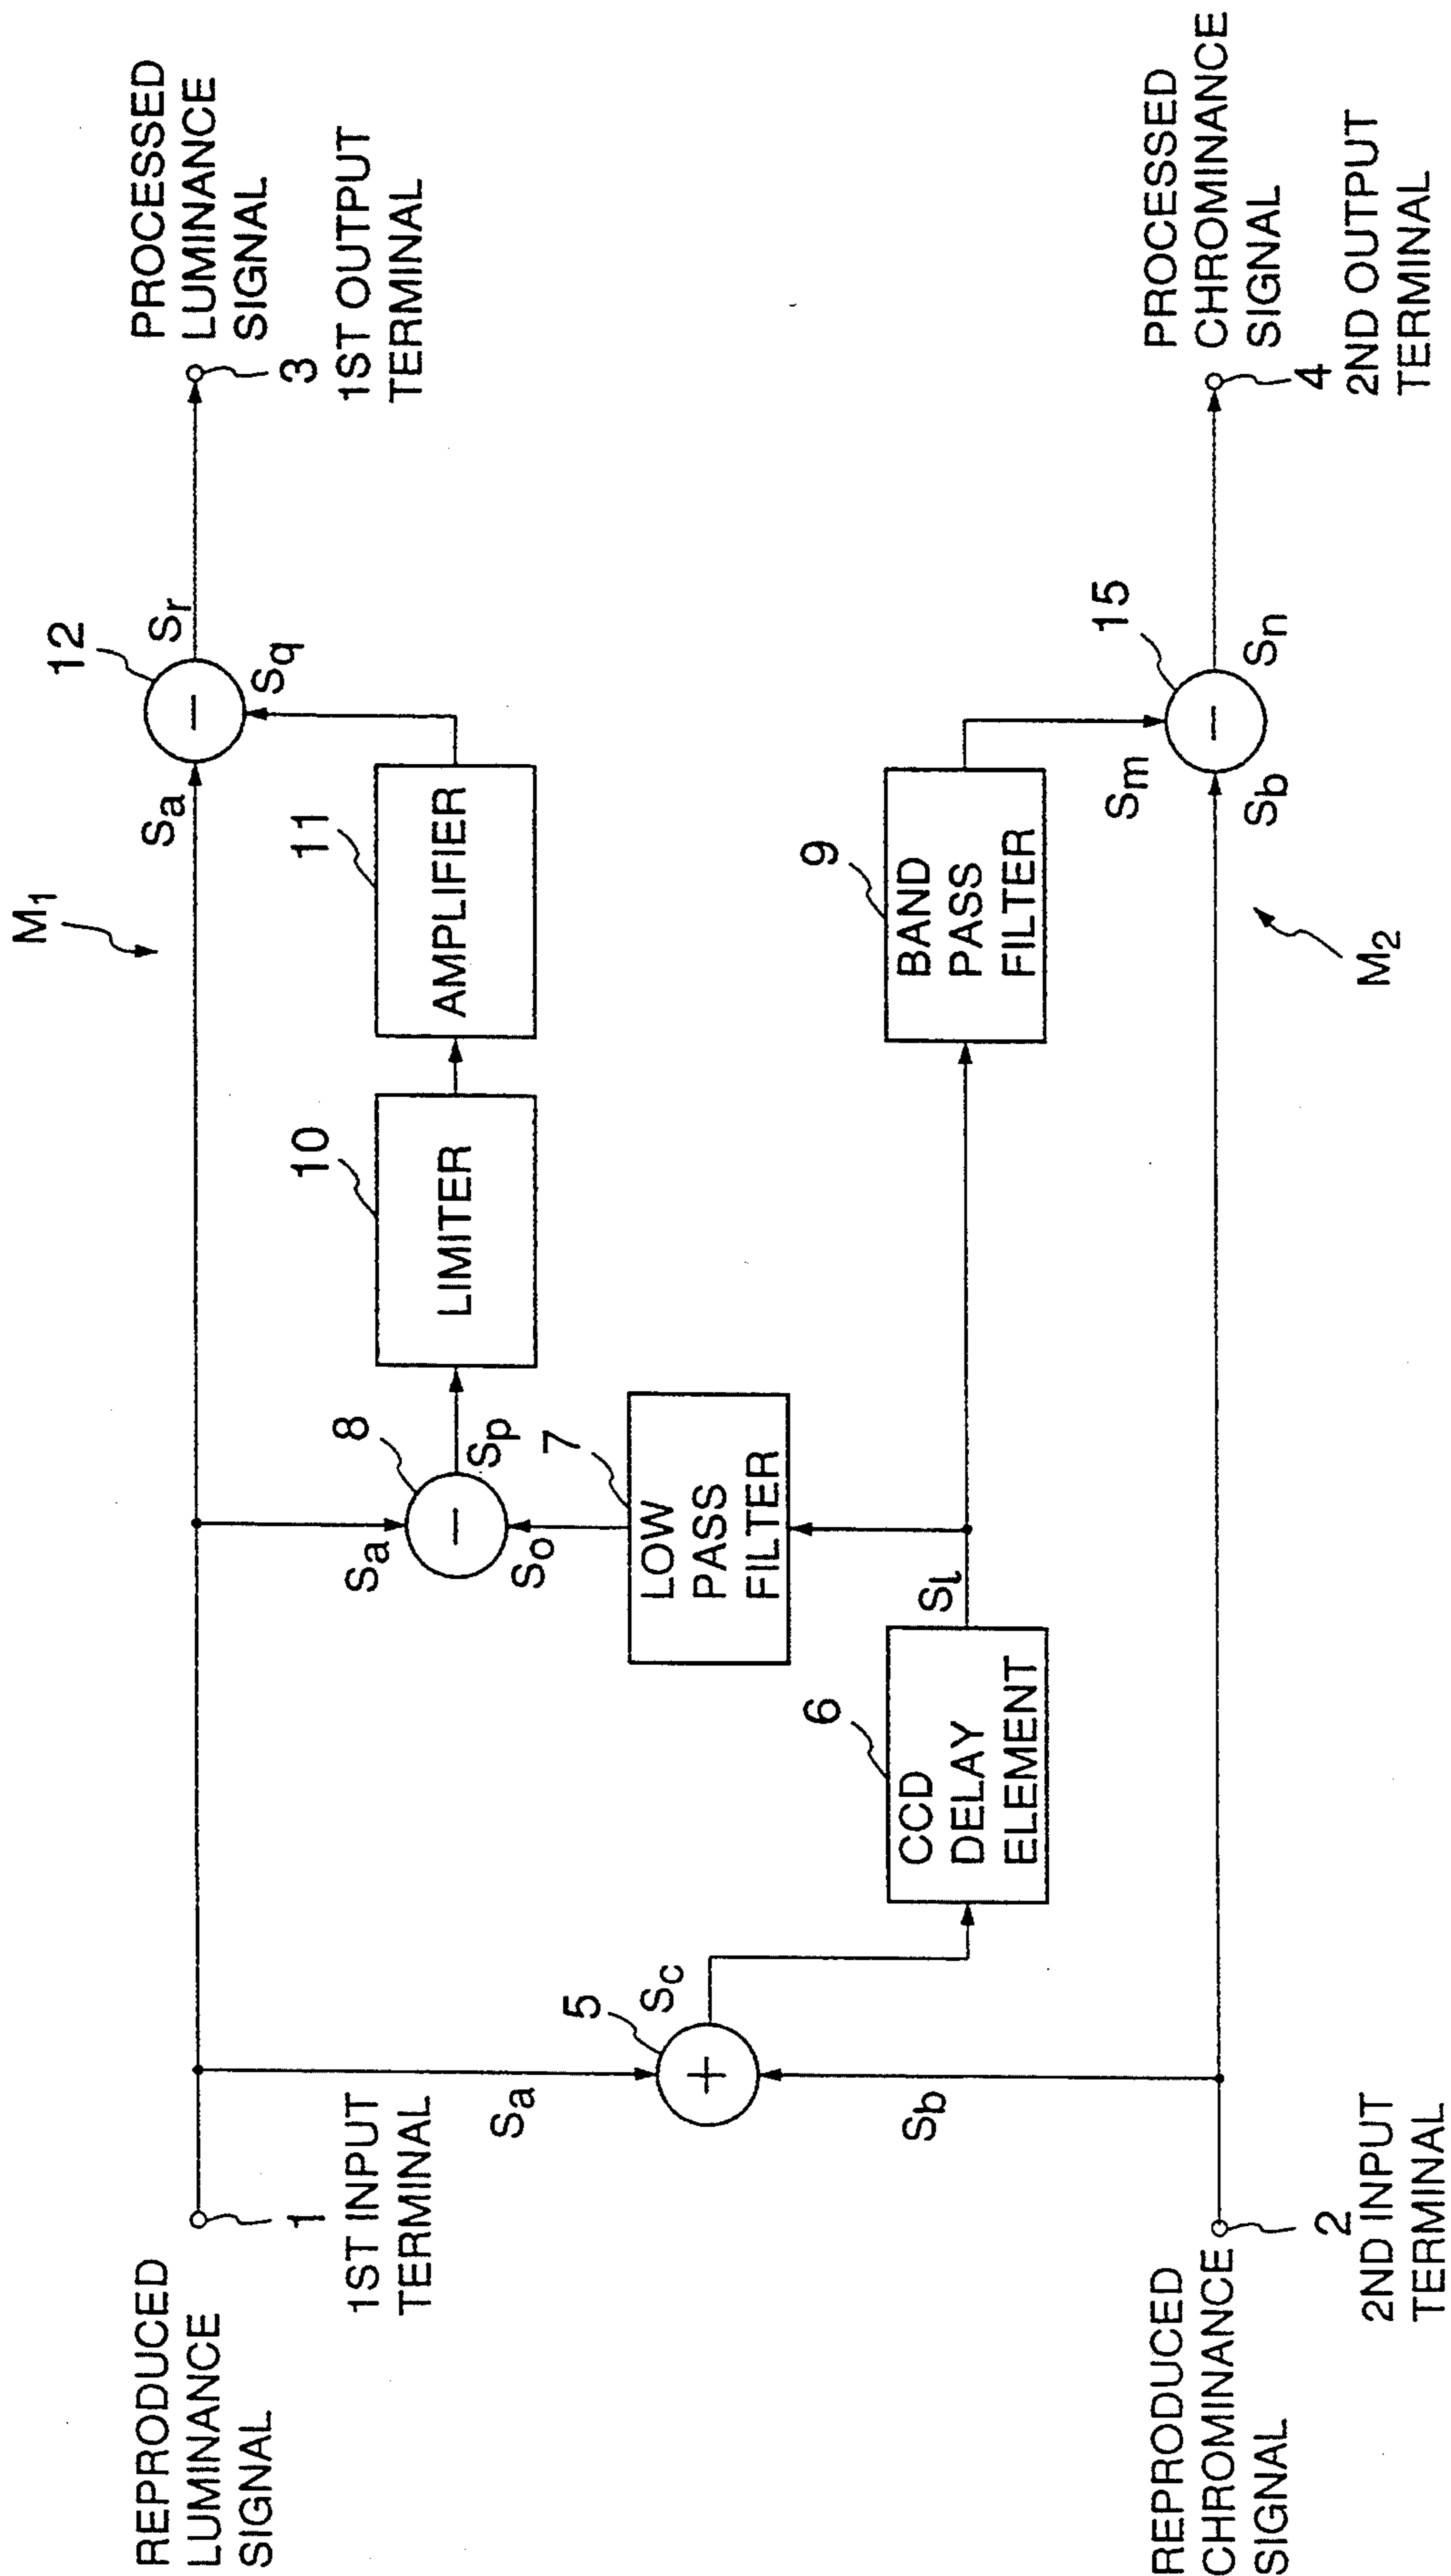 REPRODUCED
LUMINANCE
SIGNAL
1
1ST INPUT
TERMINAL
Sa
M1
Sa
12
Sr
Sq
PROCESSED
LUMINANCE
SIGNAL
3
1ST OUTPUT
TERMINAL
5
+
Sc
Sb
Sa
8
−
Sp
So
10
LIMITER
11
AMPLIFIER
−
7
LOW
PASS
FILTER
6
CCD
DELAY
ELEMENT
Sl
9
BAND
PASS
FILTER
Sm
15
−
Sb
Sn
M2
REPRODUCED
CHROMINANCE
SIGNAL
2
2ND INPUT
TERMINAL
PROCESSED
CHROMINANCE
SIGNAL
4
2ND OUTPUT
TERMINAL